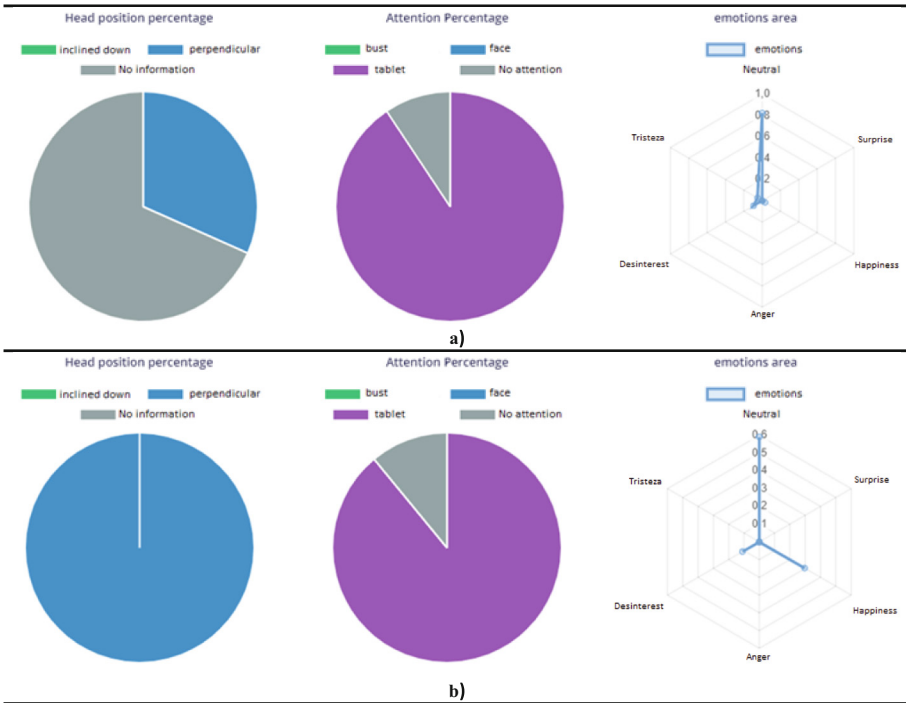 Head position percentage
inclined down perpendicular
No information
Attention Percentage
bust face
tablet No attention
emotions area
emotions
Neutral
1,0
0,8
0,6
0,4
0,2
Tristeza
Surprise
Desinterest
Happiness
Anger
a)
Head position percentage
inclined down perpendicular
No information
Attention Percentage
bust face
tablet No attention
emotions area
emotions
Neutral
0,6
0,5
0,4
0,3
0,2
0,1
Tristeza
Surprise
Desinterest
Happiness
Anger
b)